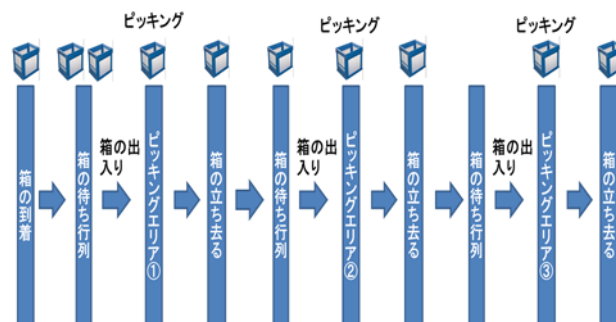 ピッキング
ピッキング
ピッキング
箱の到着
箱の待ち行列
箱の出
入り
ピッキングエリア①
箱の立ち去る
箱の待ち行列
箱の出
入り
ピッキングエリア②
箱の立ち去る
箱の待ち行列
箱の出
入り
ピッキングエリア③
箱の立ち去る